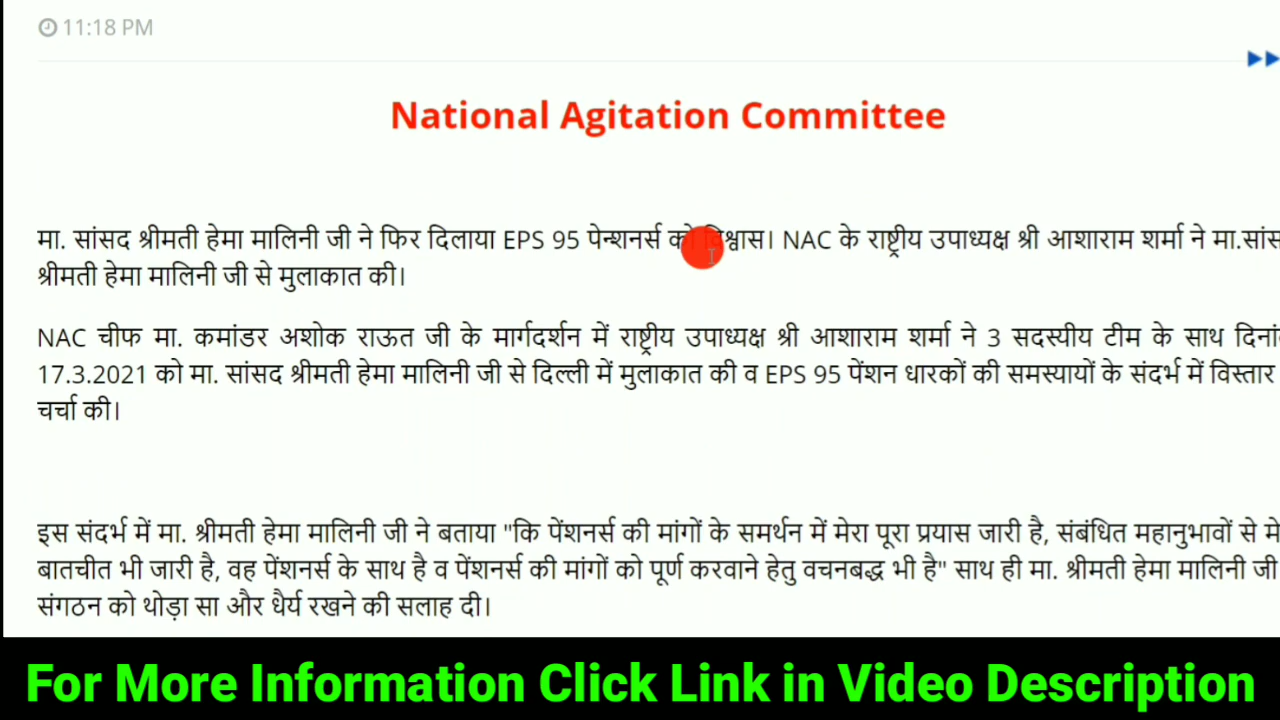 11:18 PM
National Agitation Committee
मा. सांसद श्रीमती हेमा मालिनी जी ने फिर दिलाया EPS 95 पेन्शनर्स को विश्वास। NAC के राष्ट्रीय उपाध्यक्ष श्री आशाराम शर्मा ने मा.सांस
श्रीमती हेमा मालिनी जी से मुलाकात की।
NAC चीफ मा. कमांडर अशोक राऊत जी के मार्गदर्शन में राष्ट्रीय उपाध्यक्ष श्री आशाराम शर्मा ने 3 सदस्यीय टीम के साथ दिनां
17.3.2021 को मा. सांसद श्रीमती हेमा मालिनी जी से दिल्ली में मुलाकात की व EPS 95 पेंशन धारकों की समस्यायों के संदर्भ में विस्तार
चर्चा की।
इस संदर्भ में मा. श्रीमती हेमा मालिनी जी ने बताया "कि पेंशनर्स की मांगों के समर्थन में मेरा पूरा प्रयास जारी है, संबंधित महानुभावों से मे
बातचीत भी जारी है, वह पेंशनर्स के साथ है व पेंशनर्स की मांगों को पूर्ण करवाने हेतु वचनबद्ध भी है" साथ ही मा. श्रीमती हेमा मालिनी जी
संगठन को थोड़ा सा और धैर्य रखने की सलाह दी।
For More Information Click Link in Video Description